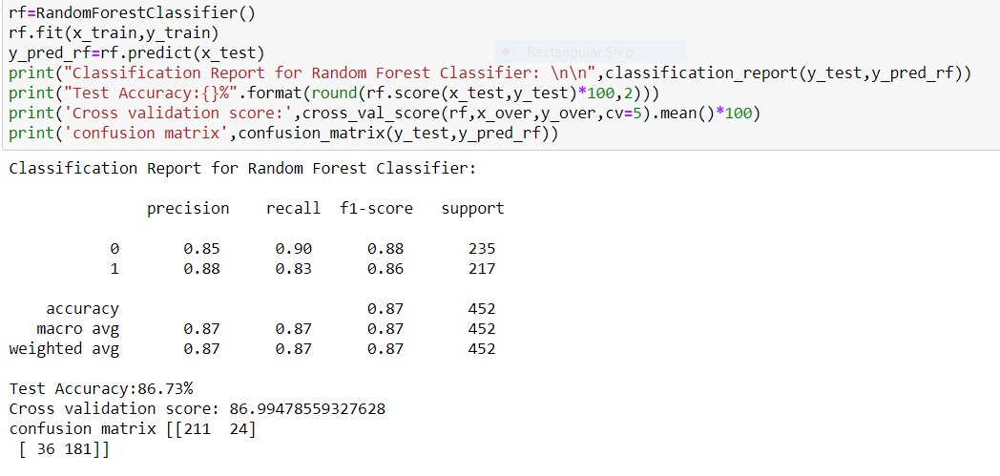 rf=RandomForestClassifier()
rf.fit(x_train,y_train)
y_pred_rf=rf.predict(x_test)
Rectangular Snip
print("Classification Report for Random Forest Classifier: \n\n",classification_report(y_test,y_pred_rf))
print("Test Accuracy:{}%".format(round(rf.score(x_test,y_test)*100,2)))
print('Cross validation score:',cross_val_score(rf,x_over,y_over,cv=5).mean()*100)
print('confusion matrix',confusion_matrix(y_test,y_pred_rf))
Classification Report for Random Forest Classifier:
precision recall f1-score support
0 0.85 0.90 0.88 235
1 0.88 0.83 0.86 217
accuracy 0.87 452
macro avg 0.87 0.87 0.87 452
weighted avg 0.87 0.87 0.87 452
Test Accuracy:86.73%
Cross validation score: 86.99478559327628
confusion matrix [[211 24]
[ 36 181]]